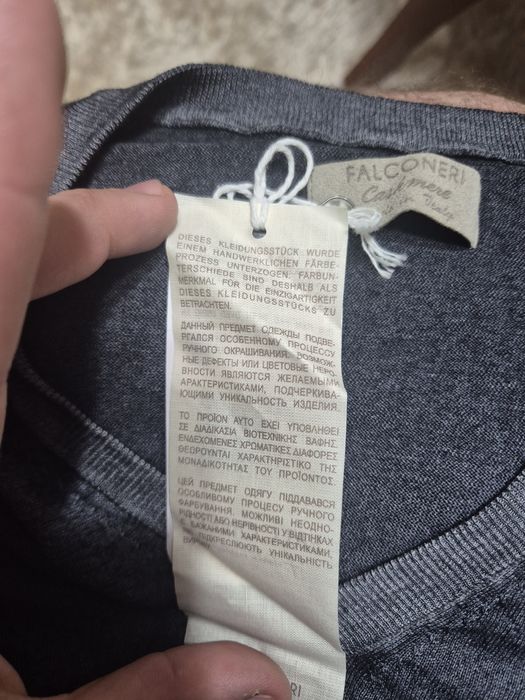 FALCONERI
Cashmere
Italy
DIESES KLEIDUNGSSTÜCK WURDE
EINEM HANDWERKLICHEN FÄRBE-
PROZESS UNTERZOGEN. FARBUN-
TERSCHIEDE SIND DESHALB ALS
MERKMAL FÜR DIE EINZIGARTIGKEIT
DIESES KLEIDUNGSSTÜCKS ZU
BETRACHTEN.
ДАННЫЙ ПРЕДМЕТ ОДЕЖДЫ ПОДВЕ-
РГАЛСЯ ОСОБЕННОМУ ПРОЦЕССУ
РУЧНОГО ОКРАШИВАНИЯ. ВОЗМОЖ-
НЫЕ ДЕФЕКТЫ ИЛИ ЦВЕТОВЫЕ НЕРО-
ВНОСТИ ЯВЛЯЮТСЯ ЖЕЛАЕМЫМИ
ХАРАКТЕРИСТИКАМИ, ПОДЧЕРКИВА-
ЮЩИМИ УНИКАЛЬНОСТЬ ИЗДЕЛИЯ.
ΤΟ ΠΡΟΪΟΝ ΑΥΤΟ ΕΧΕΙ ΥΠΟΒΛΗΘΕΙ
ΣΕ ΔΙΑΔΙΚΑΣΙΑ ΒΙΟΤΕΧΝΙΚΗΣ ΒΑΦΗΣ.
ΕΝΔΕΧΟΜΕΝΕΣ ΧΡΩΜΑΤΙΚΕΣ ΔΙΑΦΟΡΕΣ
ΘΕΩΡΟΥΝΤΑΙ ΧΑΡΑΚΤΗΡΙΣΤΙΚΟ ΤΗΣ
ΜΟΝΑΔΙΚΟΤΗΤΑΣ ΤΟΥ ΠΡΟΪΟΝΤΟΣ.
ЦЕЙ ПРЕДМЕТ ОДЯГУ ПІДДАВАВСЯ
ОСОБЛИВОМУ ПРОЦЕСУ РУЧНОГО
ФАРБУВАННЯ. МОЖЛИВІ НЕОДНО-
РІДНОСТІ АБО НЕРІВНОСТІ У ВІДТІНКАХ
Є БАЖАНИМИ ХАРАКТЕРИСТИКАМИ,
ПІДКРЕСЛЮЮТЬ УНІКАЛЬНІСТЬ